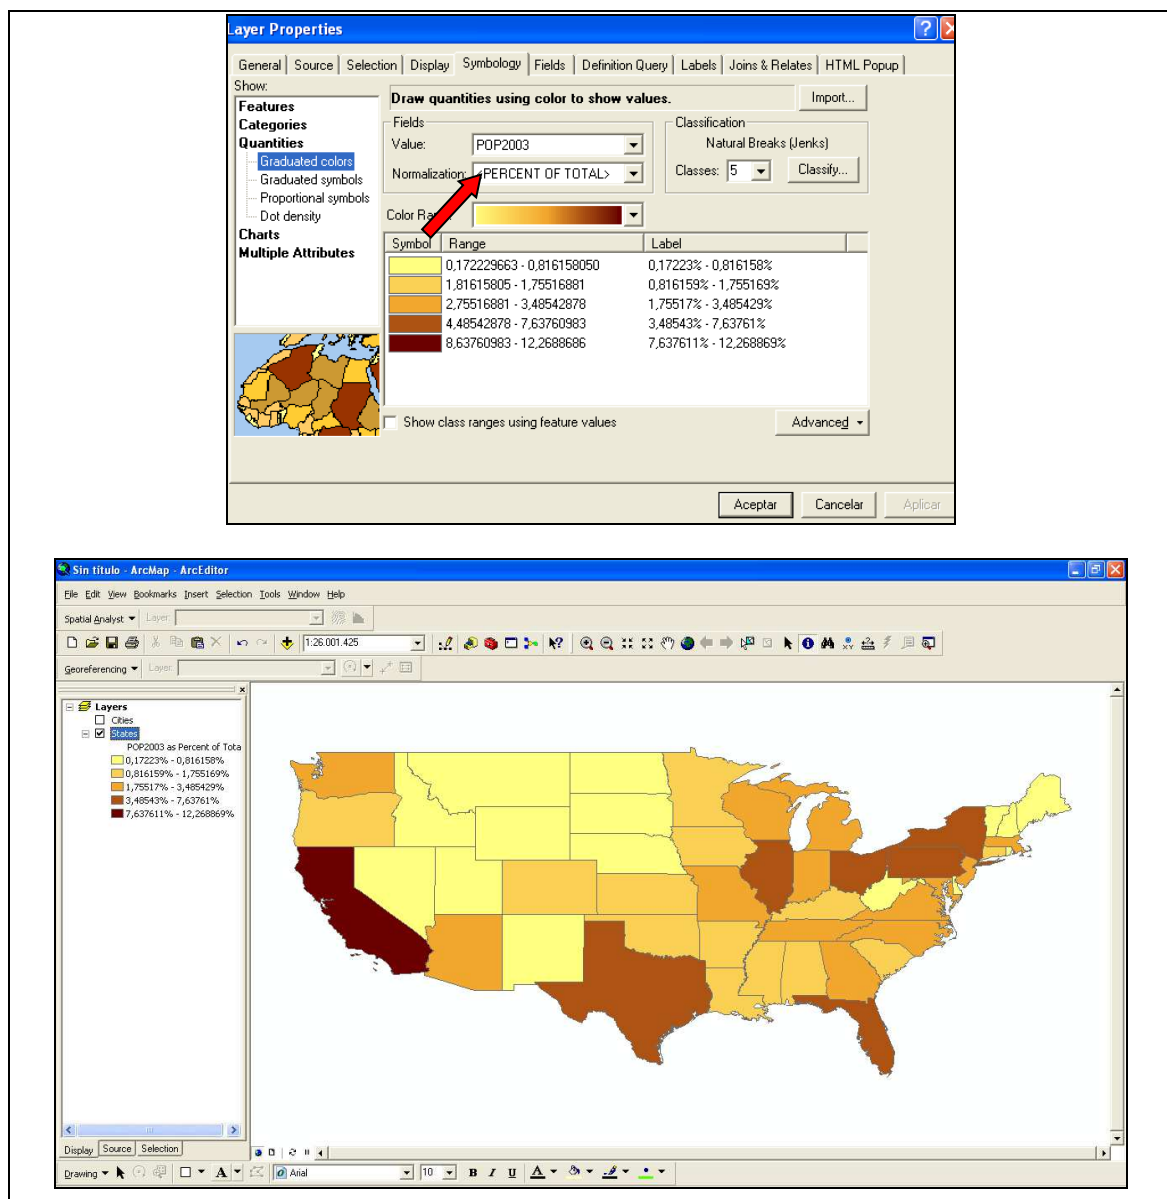 Layer Properties
General Source Selection Display Symbology Fields Definition Query Labels Joins & Relates HTML Popup
Show:
Features
Categories
Quantities
Graduated colors
Graduated symbols
Proportional symbols
Dot density
Charts
Multiple Attributes
Draw quantities using color to show values.
Import...
Fields
Value: POP2003
Normalization: <PERCENT OF TOTAL>
Classification
Natural Breaks (Jenks)
Classes: 5 Classify...
Color
Symbol Range Label
0,172229663 - 0,816158050 0,17223% - 0,816158%
1,81615805 - 1,75516881 0,816159% - 1,755169%
2,75516881 - 3,48542878 1,75517% - 3,485429%
4,48542878 - 7,63760983 3,48543% - 7,63761%
8,63760983 - 12,2688686 7,637611% - 12,268869%
Show class ranges using feature values
Advanced
Aceptar Cancelar Aplicar
Sin título - ArcMap - ArcEditor
File Edit View Bookmarks Insert Selection Tools Window Help
Spatial Analyst Layer:
1:26.001.425
Georeferencing Layer:
Layers
Cities
States
POP2003 as Percent of Tota
0,17223% - 0,816158%
0,816159% - 1,755169%
1,75517% - 3,485429%
3,48543% - 7,63761%
7,637611% - 12,268869%
Display Source Selection
Drawing A Arial 10 B I U A